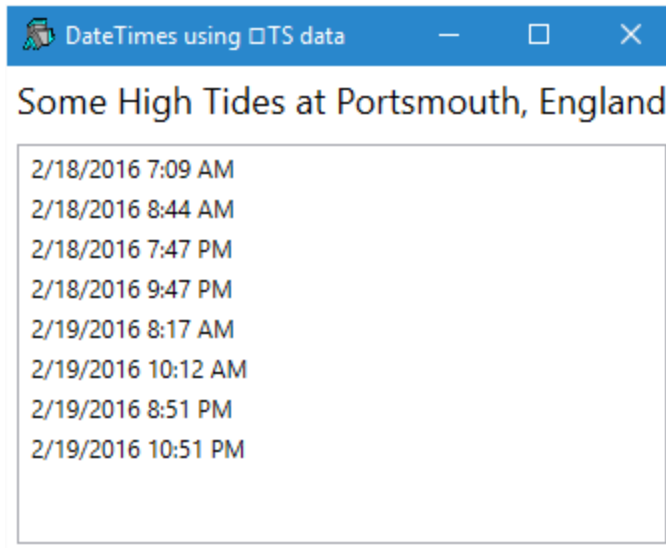 DateTimes using ⎕TS data
Some High Tides at Portsmouth, England
2/18/2016 7:09 AM
2/18/2016 8:44 AM
2/18/2016 7:47 PM
2/18/2016 9:47 PM
2/19/2016 8:17 AM
2/19/2016 10:12 AM
2/19/2016 8:51 PM
2/19/2016 10:51 PM